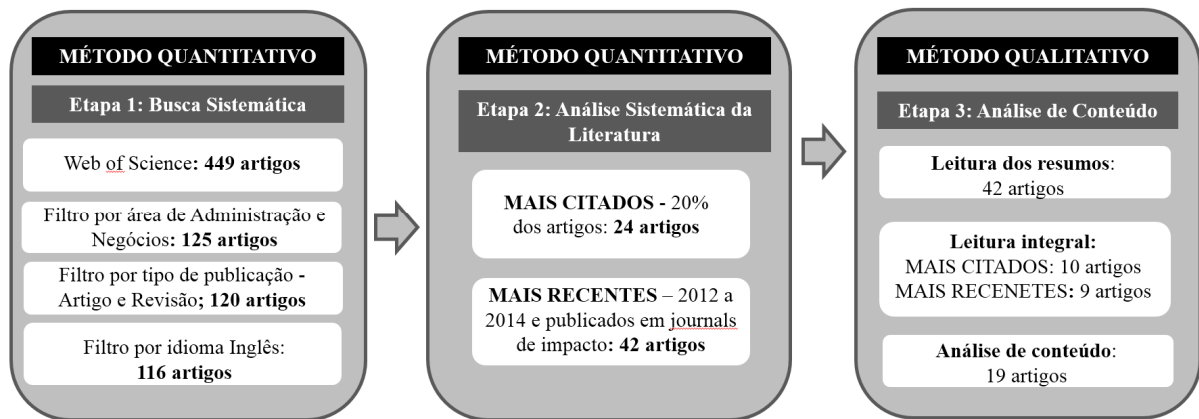 MÉTODO QUANTITATIVO
Etapa 1: Busca Sistemática
Web of Science: 449 artigos
Filtro por área de Administração e
Negócios: 125 artigos
Filtro por tipo de publicação -
Artigo e Revisão; 120 artigos
Filtro por idioma Inglês:
116 artigos
MÉTODO QUANTITATIVO
Etapa 2: Análise Sistemática da
Literatura
MAIS CITADOS - 20%
dos artigos: 24 artigos
MAIS RECENTES – 2012 a
2014 e publicados em journals
de impacto: 42 artigos
MÉTODO QUALITATIVO
Etapa 3: Análise de Conteúdo
Leitura dos resumos:
42 artigos
Leitura integral:
MAIS CITADOS: 10 artigos
MAIS RECENETES: 9 artigos
Análise de conteúdo:
19 artigos